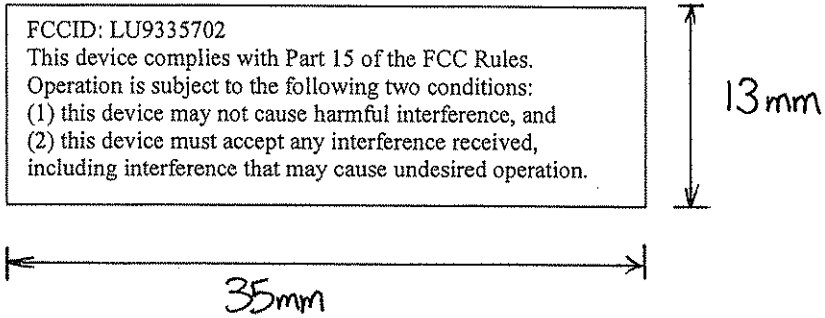 FCCID: LU9335702
This device complies with Part 15 of the FCC Rules.
Operation is subject to the following two conditions:
(1) this device may not cause harmful interference, and
(2) this device must accept any interference received,
including interference that may cause undesired operation.
13mm
35mm